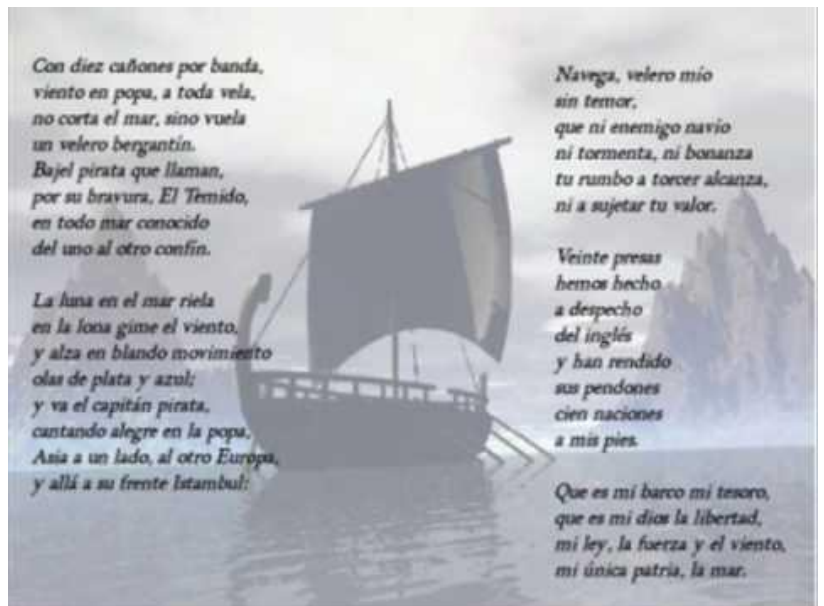 Con diez cañones por banda,
viento en popa, a toda vela,
no corta el mar, sino vuela
un velero bergantín.
Bajel pirata que llaman,
por su bravura, El Temido,
en todo mar conocido
del uno al otro confín.
La luna en el mar riela
en la lona gime el viento,
y alza en blando movimiento
olas de plata y azul;
y va el capitán pirata,
cantando alegre en la popa,
Asia a un lado, al otro Europa,
y allá a su frente Istambul:
Navega, velero mío
sin temor,
que ni enemigo navío
ni tormenta, ni bonanza
tu rumbo a torcer alcanza,
ni a sujetar tu valor.
Veinte presas
hemos hecho
a despecho
del inglés
y han rendido
sus pendones
cien naciones
a mis pies.
Que es mi barco mi tesoro,
que es mi dios la libertad,
mi ley, la fuerza y el viento,
mi única patria, la mar.